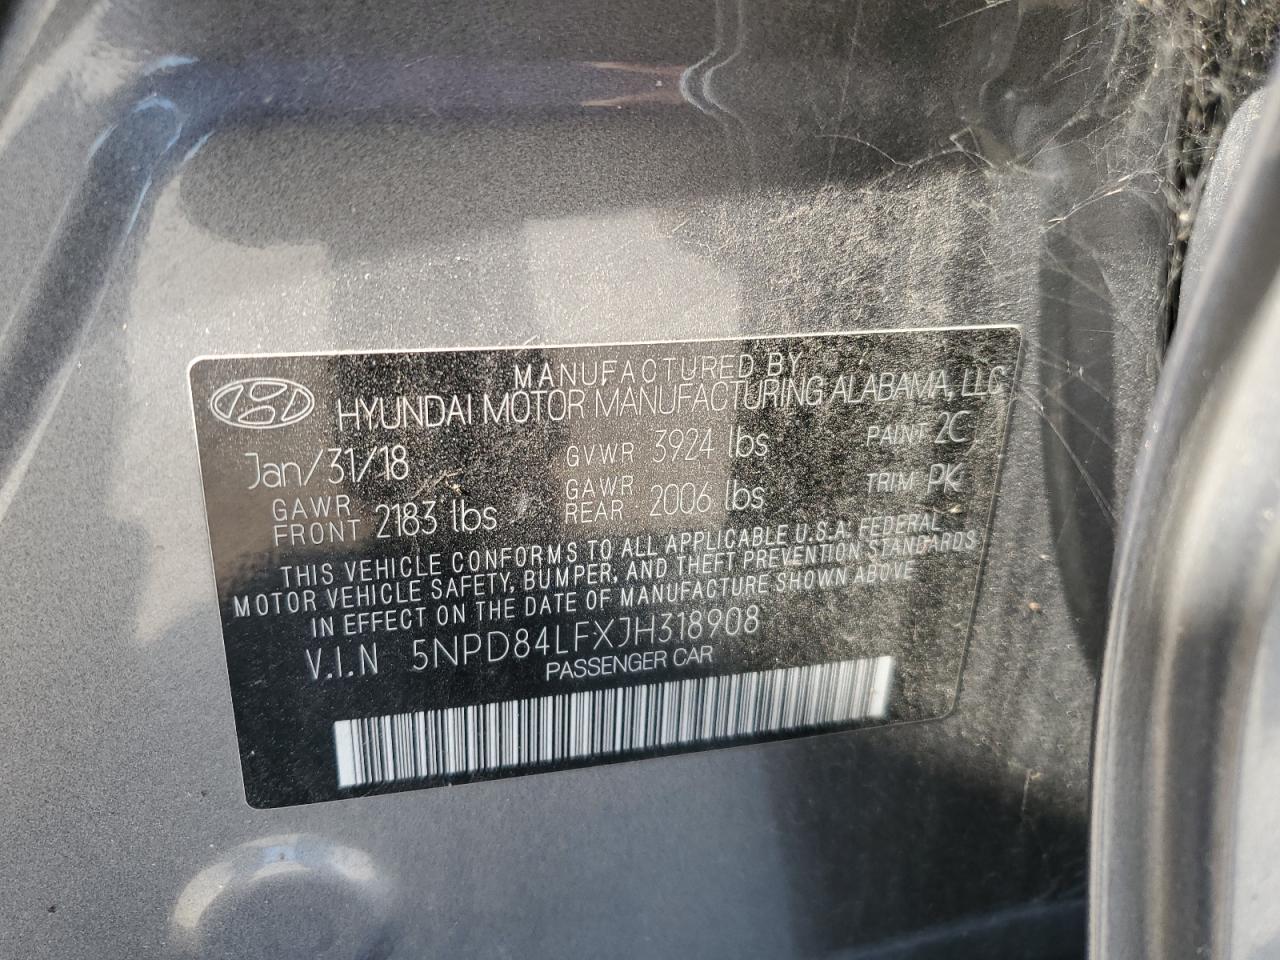 MANUFACTURED BY
HYUNDAI MOTOR MANUFACTURING ALABAMA, LLC
Jan/31/18 GVWR 3924 lbs PAINT 2C
GAWR FRONT 2183 lbs GAWR REAR 2006 lbs TRIM PK
THIS VEHICLE CONFORMS TO ALL APPLICABLE U.S.A. FEDERAL
MOTOR VEHICLE SAFETY, BUMPER, AND THEFT PREVENTION STANDARDS
IN EFFECT ON THE DATE OF MANUFACTURE SHOWN ABOVE
V.I.N 5NPD84LFXJH318908
PASSENGER CAR